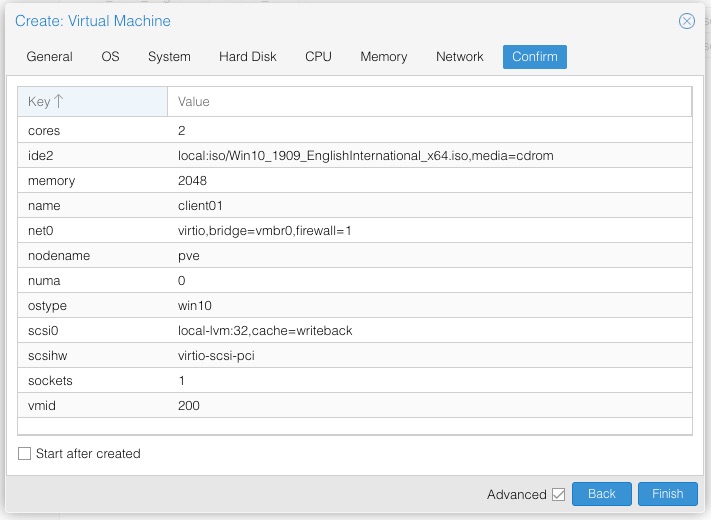 Create: Virtual Machine
General OS System Hard Disk CPU Memory Network Confirm
Key Value
cores 2
ide2 local:iso/Win10_1909_EnglishInternational_x64.iso,media=cdrom
memory 2048
name client01
net0 virtio,bridge=vmbr0,firewall=1
nodename pve
numa 0
ostype win10
scsi0 local-lvm:32,cache=writeback
scsihw virtio-scsi-pci
sockets 1
vmid 200
Start after created
Advanced Back Finish